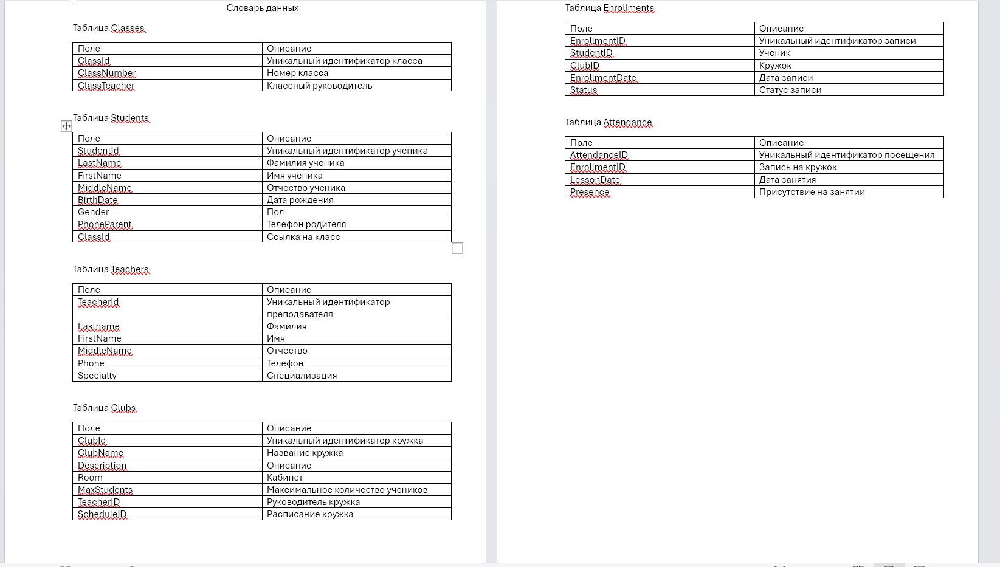 Словарь данных
Таблица Classes
Поле Описание
ClassId Уникальный идентификатор класса
ClassNumber Номер класса
ClassTeacher Классный руководитель
Таблица Students
Поле Описание
StudentId Уникальный идентификатор ученика
LastName Фамилия ученика
FirstName Имя ученика
MiddleName Отчество ученика
BirthDate Дата рождения
Gender Пол
PhoneParent Телефон родителя
ClassId Ссылка на класс
Таблица Teachers
Поле Описание
TeacherId Уникальный идентификатор
преподавателя
Lastname Фамилия
FirstName Имя
MiddleName Отчество
Phone Телефон
Specialty Специализация
Таблица Clubs
Поле Описание
ClubId Уникальный идентификатор кружка
ClubName Название кружка
Description Описание
Room Кабинет
MaxStudents Максимальное количество учеников
TeacherID Руководитель кружка
ScheduleID Расписание кружка
Таблица Enrollments
Поле Описание
EnrollmentID Уникальный идентификатор записи
StudentID Ученик
ClubID Кружок
EnrollmentDate Дата записи
Status Статус записи
Таблица Attendance
Поле Описание
AttendanceID Уникальный идентификатор посещения
EnrollmentID Запись на кружок
LessonDate Дата занятия
Presence Присутствие на занятии